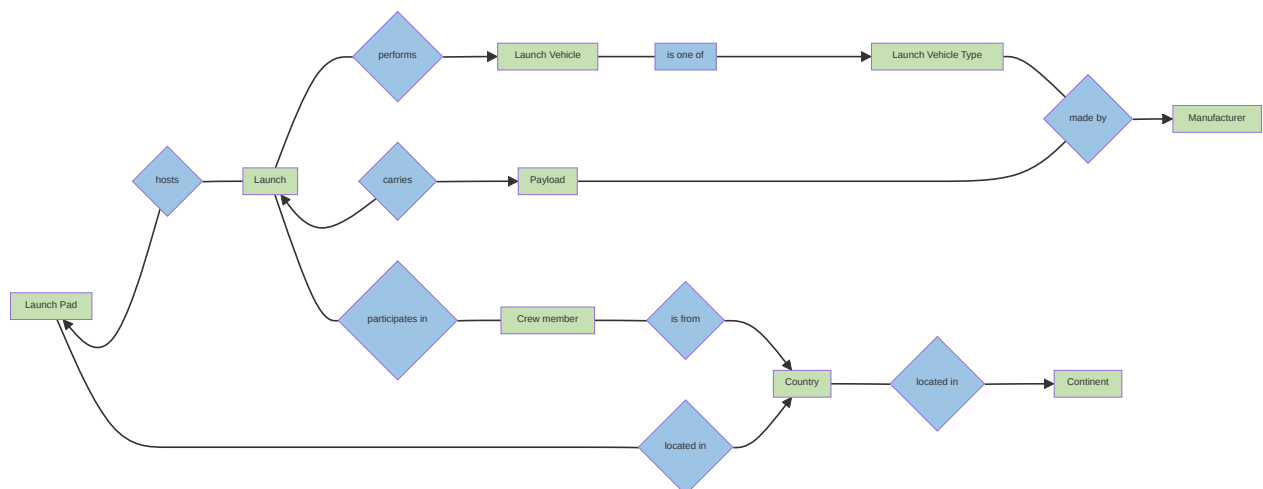 performs
Launch Vehicle
is one of
Launch Vehicle Type
made by
Manufacturer
hosts
Launch
carries
Payload
Launch Pad
participates in
Crew member
is from
Country
located in
Continent
located in